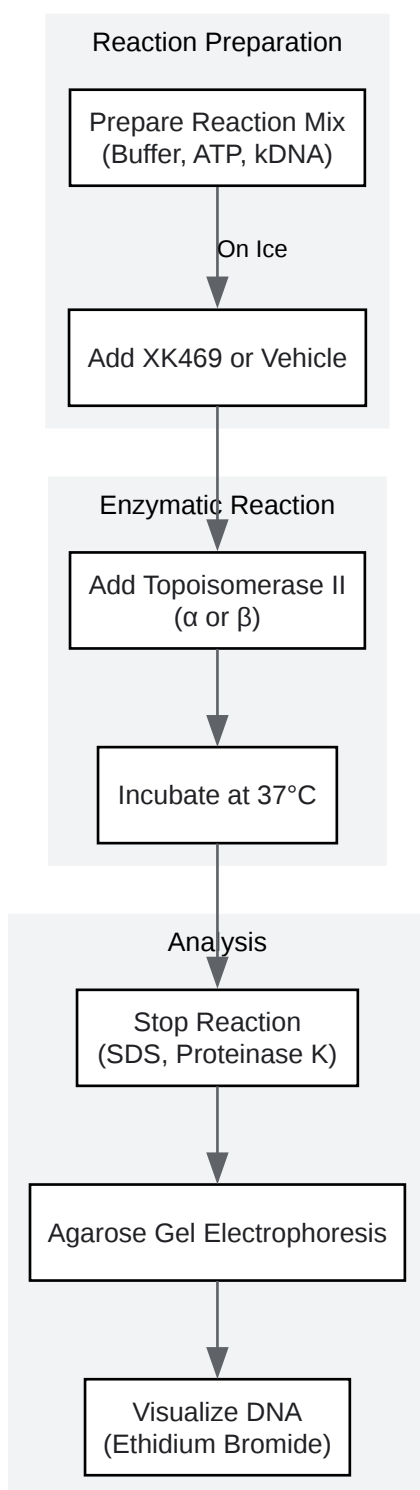 Reaction Preparation
Prepare Reaction Mix
(Buffer, ATP, kDNA)
On Ice
Add XK469 or Vehicle
Enzymatic Reaction
Add Topoisomerase II
(α or β)
Incubate at 37°C
Analysis
Stop Reaction
(SDS, Proteinase K)
Agarose Gel Electrophoresis
Visualize DNA
(Ethidium Bromide)